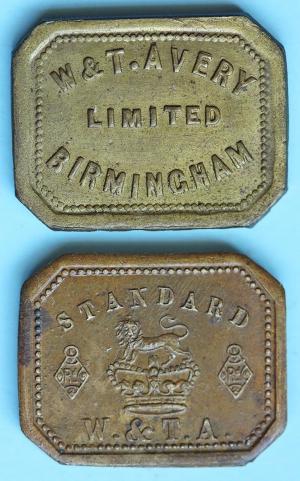 W & T. AVERY
LIMITED
BIRMINGHAM
STANDARD
W. & T. A.